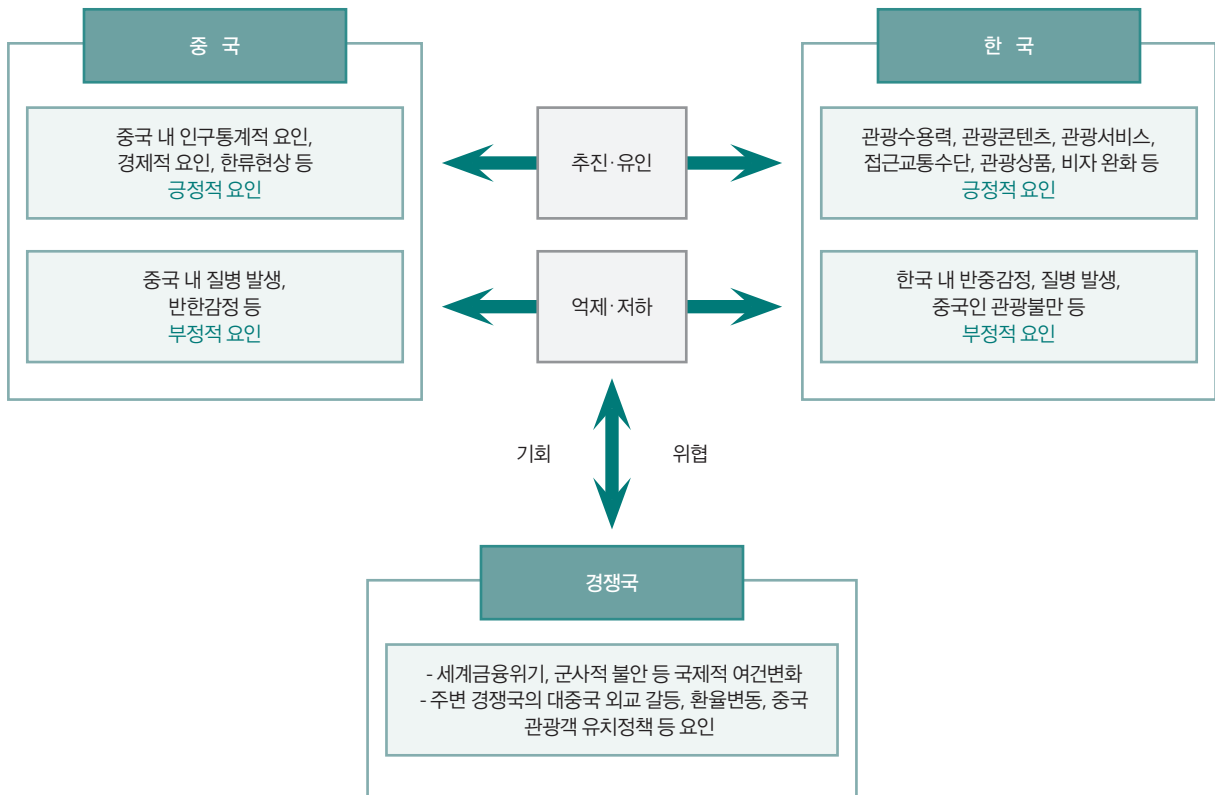 중 국
중국 내 인구통계적 요인,
경제적 요인, 한류현상 등
긍정적 요인
중국 내 질병 발생,
반한감정 등
부정적 요인
추진·유인
억제·저하
한 국
관광수용력, 관광콘텐츠, 관광서비스,
접근교통수단, 관광상품, 비자 완화 등
긍정적 요인
한국 내 반중감정, 질병 발생,
중국인 관광불만 등
부정적 요인
기회
위협
경쟁국
- 세계금융위기, 군사적 불안 등 국제적 여건변화
- 주변 경쟁국의 대중국 외교 갈등, 환율변동, 중국
관광객 유치정책 등 요인